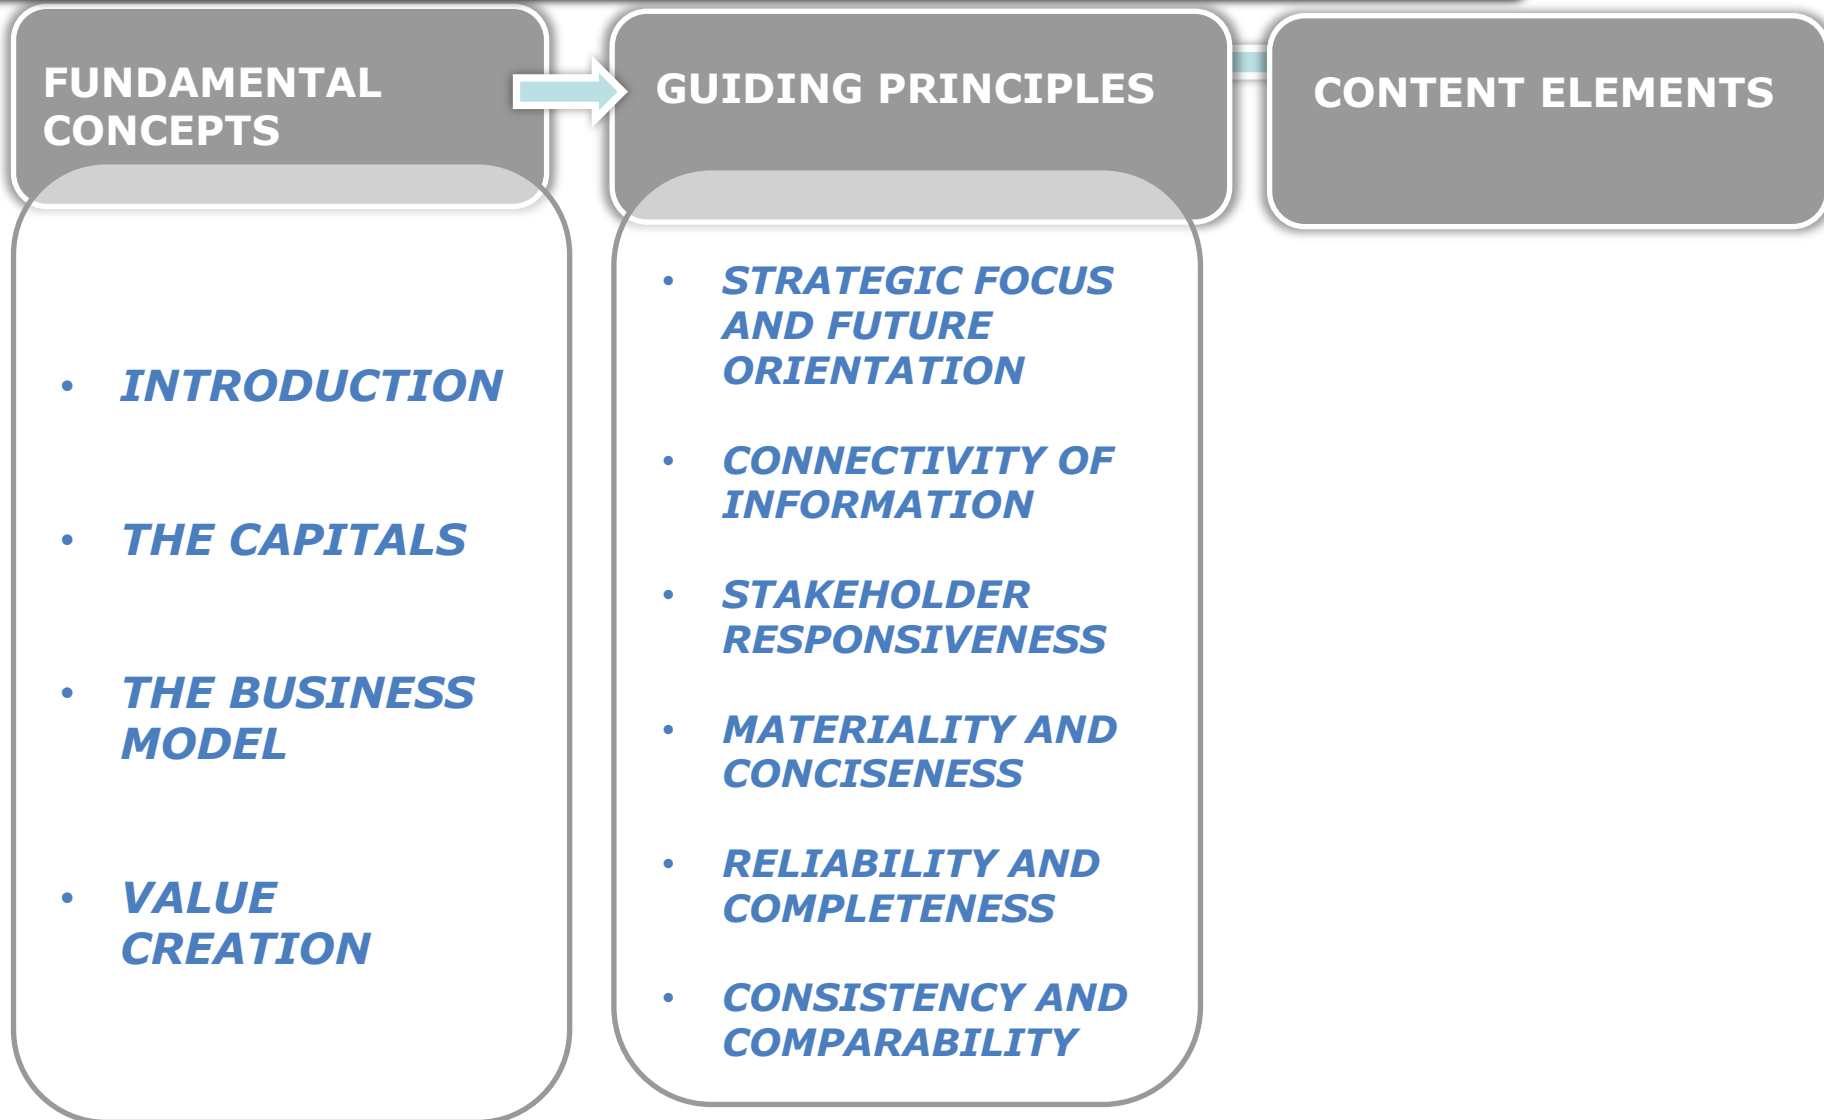 FUNDAMENTAL
CONCEPTS
• INTRODUCTION
• THE CAPITALS
• THE BUSINESS
MODEL
• VALUE
CREATION
GUIDING PRINCIPLES
• STRATEGIC FOCUS
AND FUTURE
ORIENTATION
• CONNECTIVITY OF
INFORMATION
• STAKEHOLDER
RESPONSIVENESS
• MATERIALITY AND
CONCISENESS
• RELIABILITY AND
COMPLETENESS
• CONSISTENCY AND
COMPARABILITY
CONTENT ELEMENTS